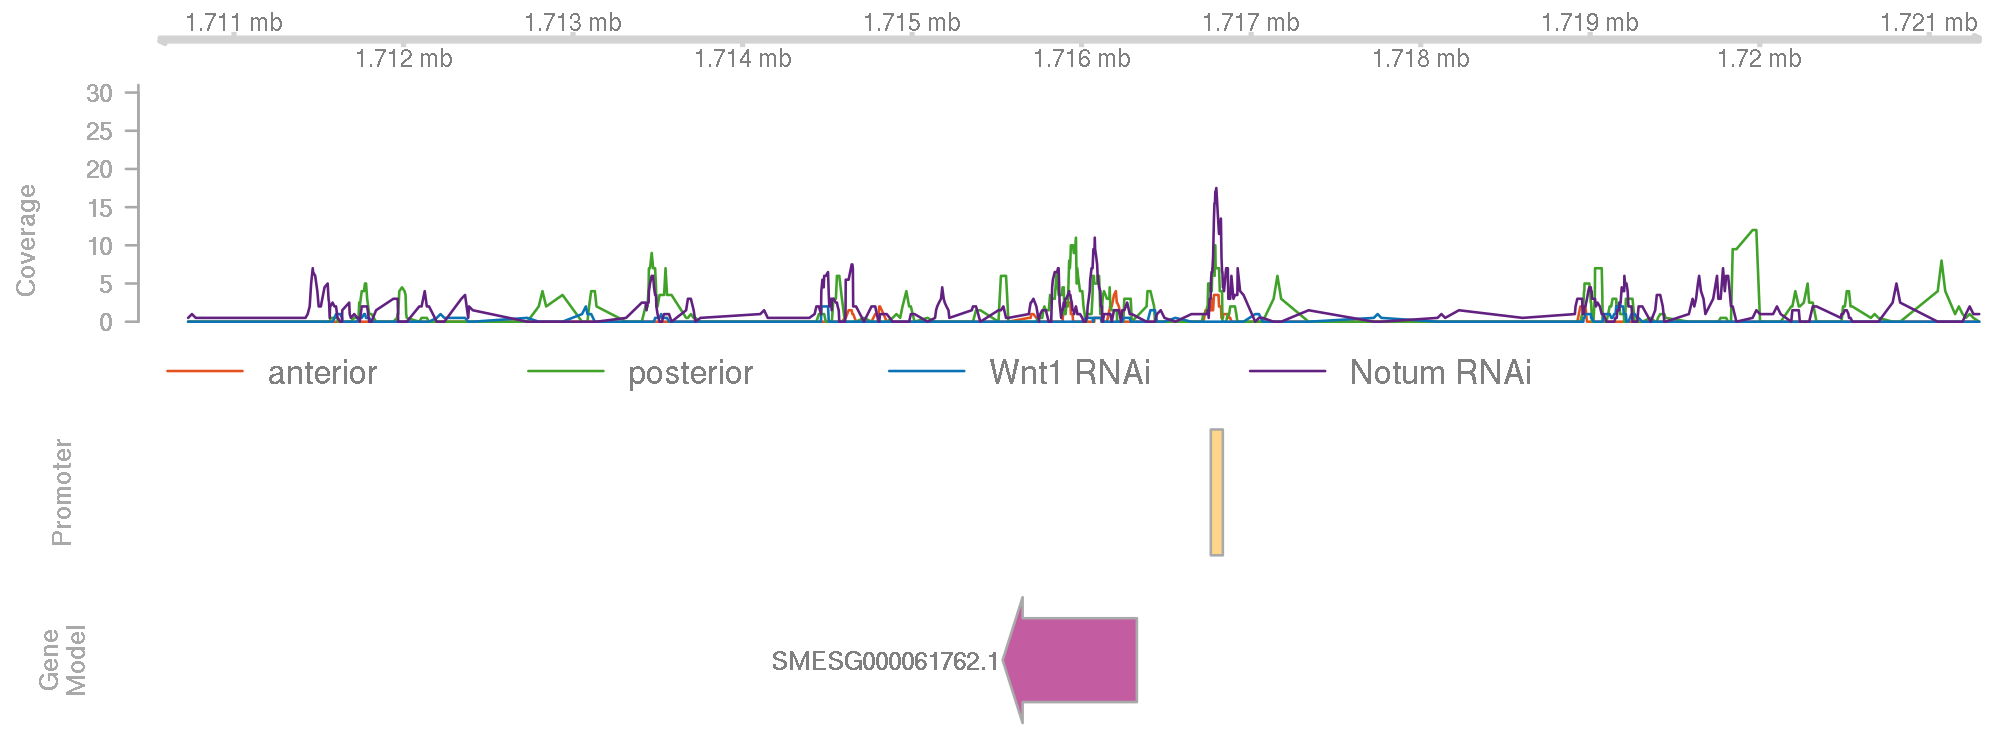 1.711 mb 1.713 mb 1.715 mb 1.717 mb 1.719 mb 1.721 mb
1.712 mb 1.714 mb 1.716 mb 1.718 mb 1.72 mb
Coverage
30
25
20
15
10
5
0
anterior posterior Wnt1 RNAi Notum RNAi
Promoter
Gene
Model
SMESG000061762.1